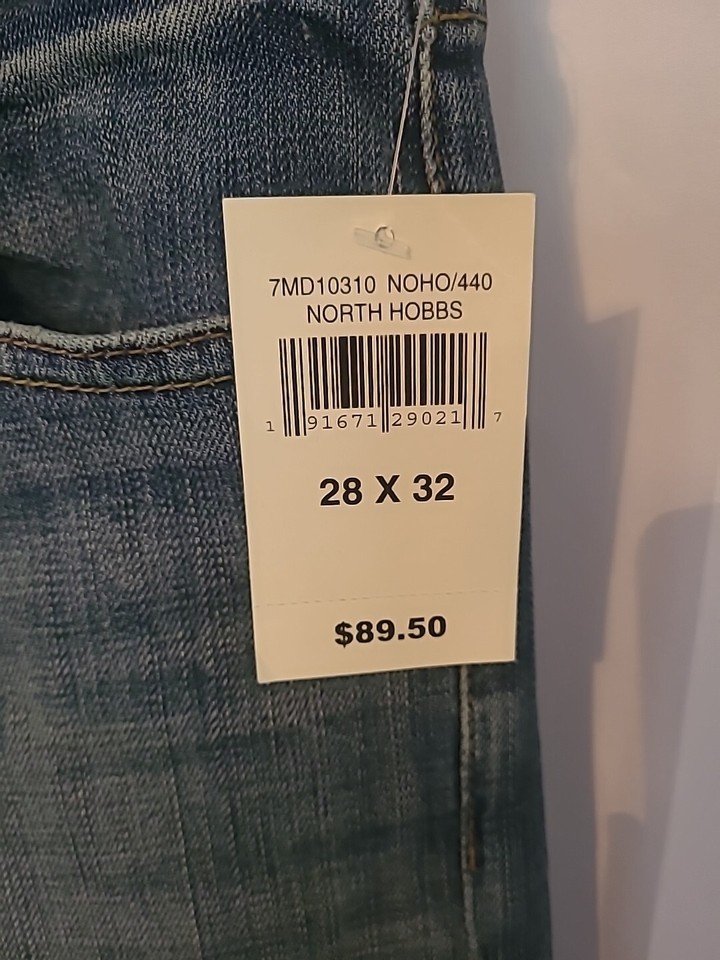 7MD10310 NOHO/440
NORTH HOBBS
1 91671 29021 7
28 X 32
$89.50